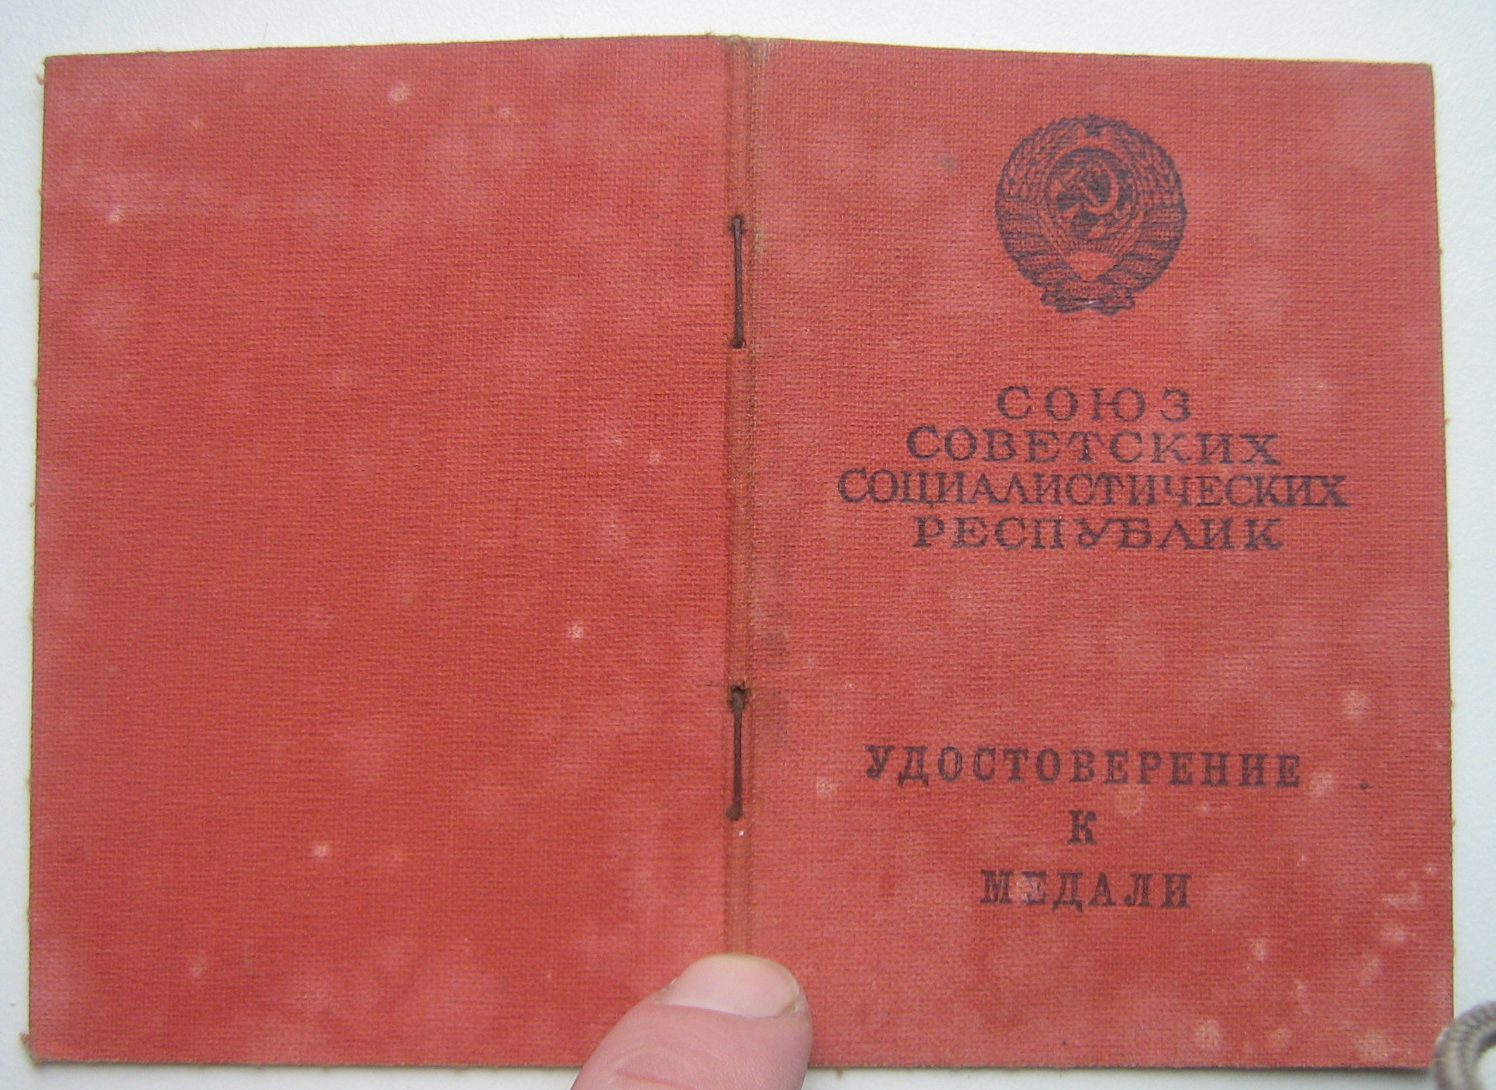 СОЮЗ
СОВЕТСКИХ
СОЦИАЛИСТИЧЕСКИХ
РЕСПУБЛИК
УДОСТОВЕРЕНИЕ
К
МЕДАЛИ